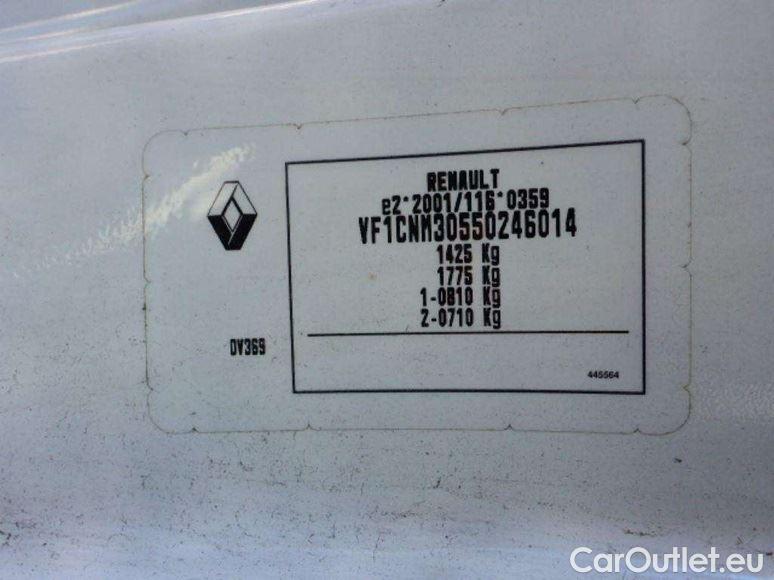 RENAULT
e2*2001/116*0359
VF1CNM30550246014
1425 Kg
1775 Kg
1-0810 Kg
2-0710 Kg
DV369
445564
CarOutlet.eu